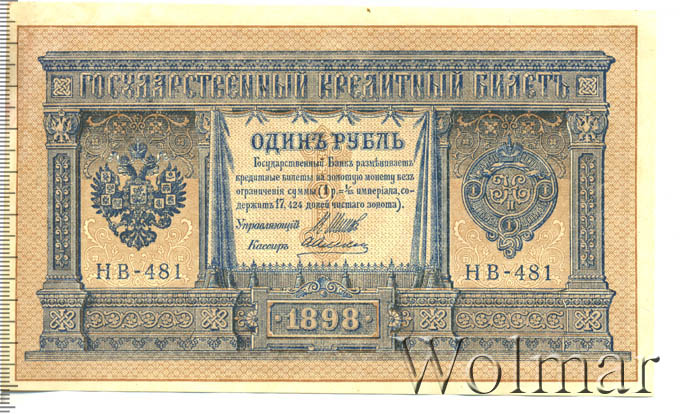 ГОСУДАРСТВЕННЫЙ КРЕДИТНЫЙ БИЛЕТЪ
ОДИНЪ РУБЛЬ
Государственный Банкъ размѣниваетъ
кредитные билеты на золотую монету безъ
ограниченія суммы (1 р.= 1/15 имперіала, со-
держитъ 17,424 долей чистаго золота).
Управляющій
Кассиръ
НВ-481
НВ-481
1898
Wolmar